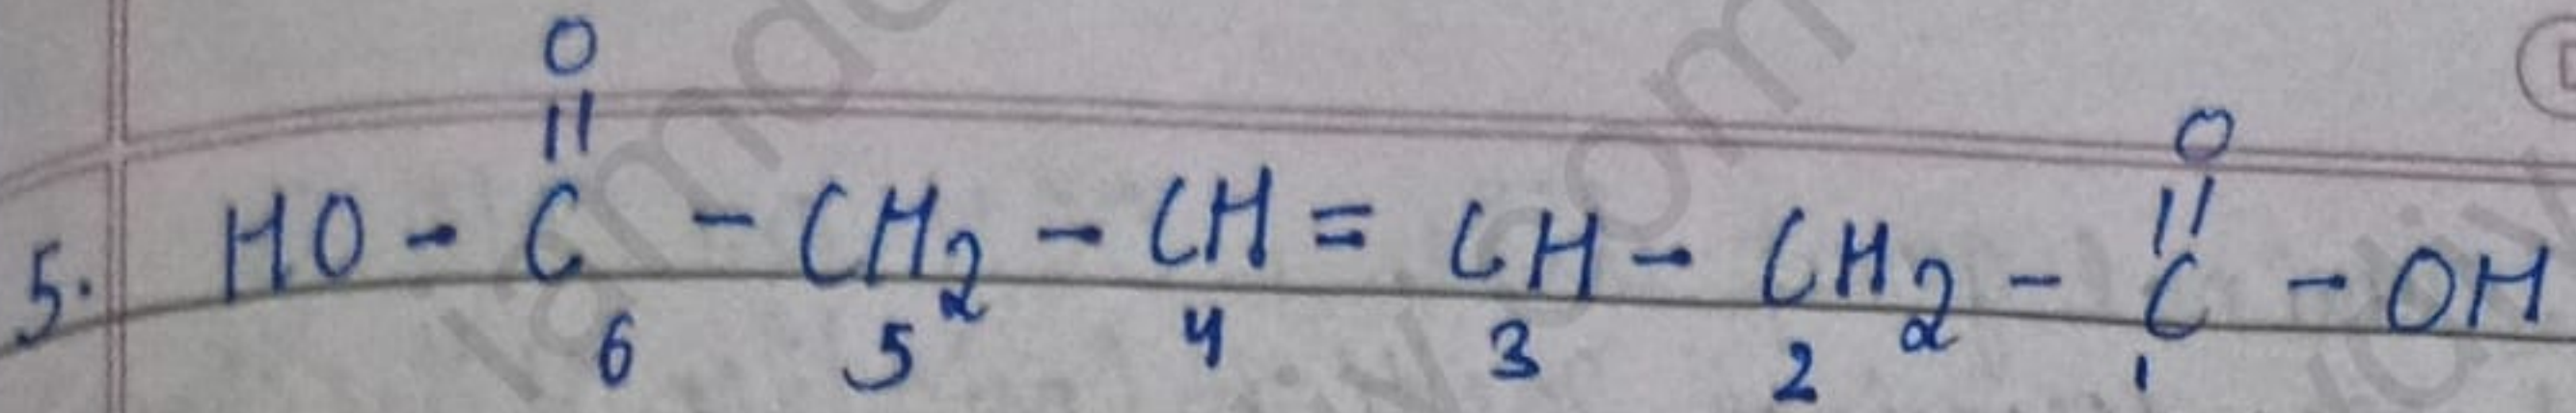 O O
|| ||
5. HO - C - CH2 - CH = CH - CH2 - C - OH
6 5 4 3 2 1